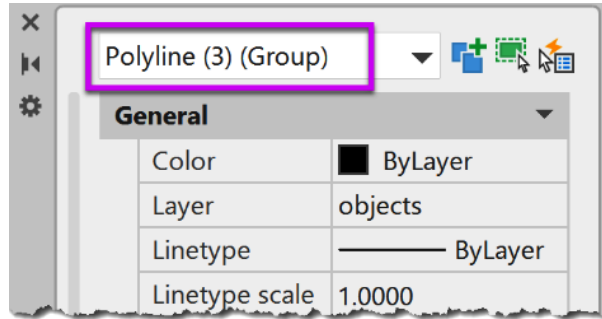 Polyline (3) (Group)
General
Color ByLayer
Layer objects
Linetype ByLayer
Linetype scale 1.0000